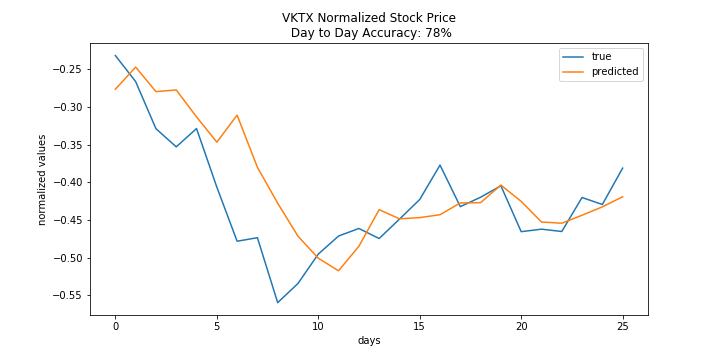 VKTX Normalized Stock Price
Day to Day Accuracy: 78%
true
predicted
normalized values
−0.25
−0.30
−0.35
−0.40
−0.45
−0.50
−0.55
0 5 10 15 20 25
days